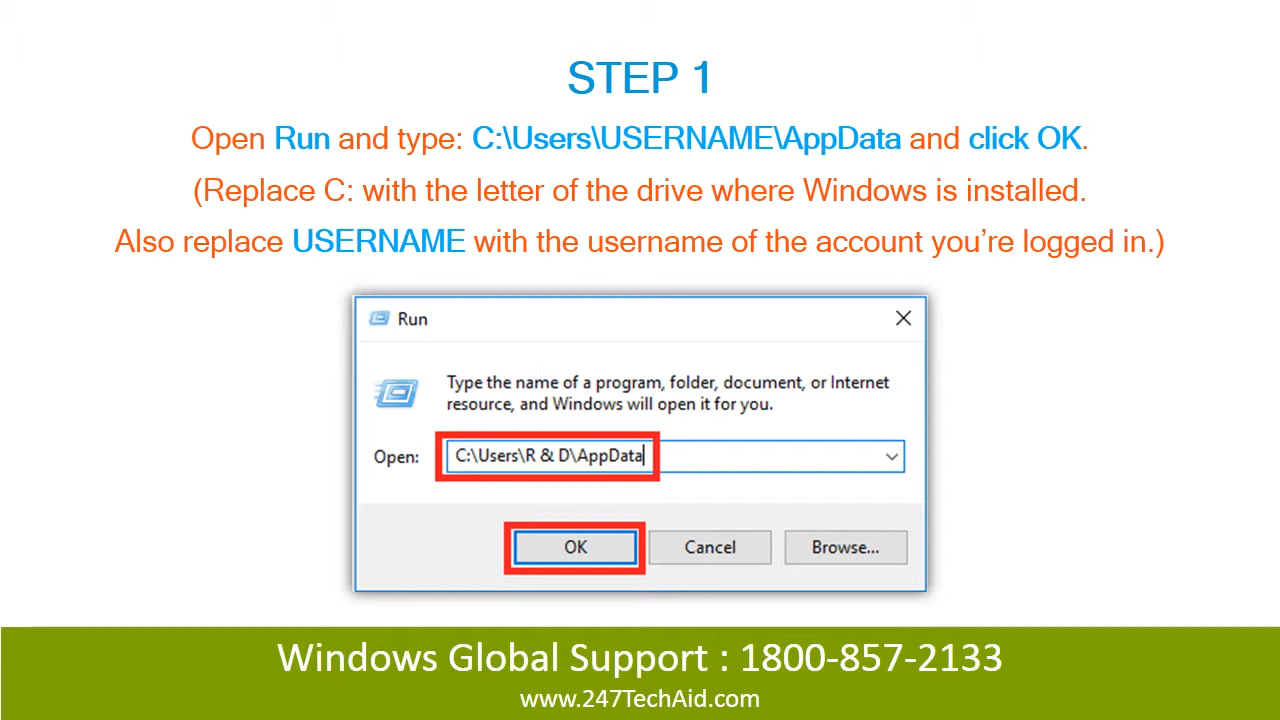 STEP 1
Open Run and type: C:\Users\USERNAME\AppData and click OK.
(Replace C: with the letter of the drive where Windows is installed.
Also replace USERNAME with the username of the account you’re logged in.)
Run
Type the name of a program, folder, document, or Internet
resource, and Windows will open it for you.
Open: C:\Users\R & D\AppData
OK Cancel Browse...
Windows Global Support : 1800-857-2133
www.247TechAid.com